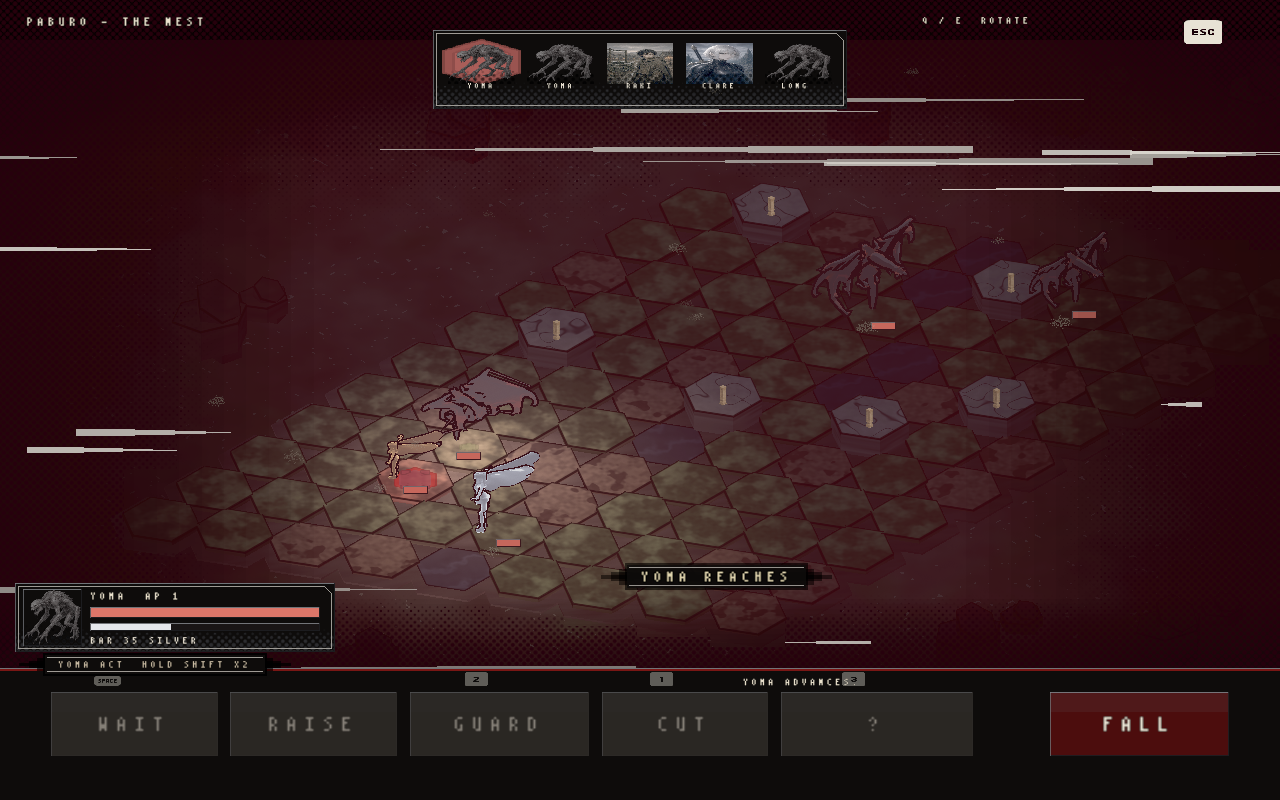 PABURO - THE NEST
Q / E ROTATE
ESC
YOMA YOMA RAKI CLARE LONG
YOMA REACHES
YOMA AP 1
BAR 35 SILVER
YOMA ACT HOLD SHIFT X2
SPACE 2 1 YOMA ADVANCES 3
WAIT RAISE GUARD CUT ? FALL